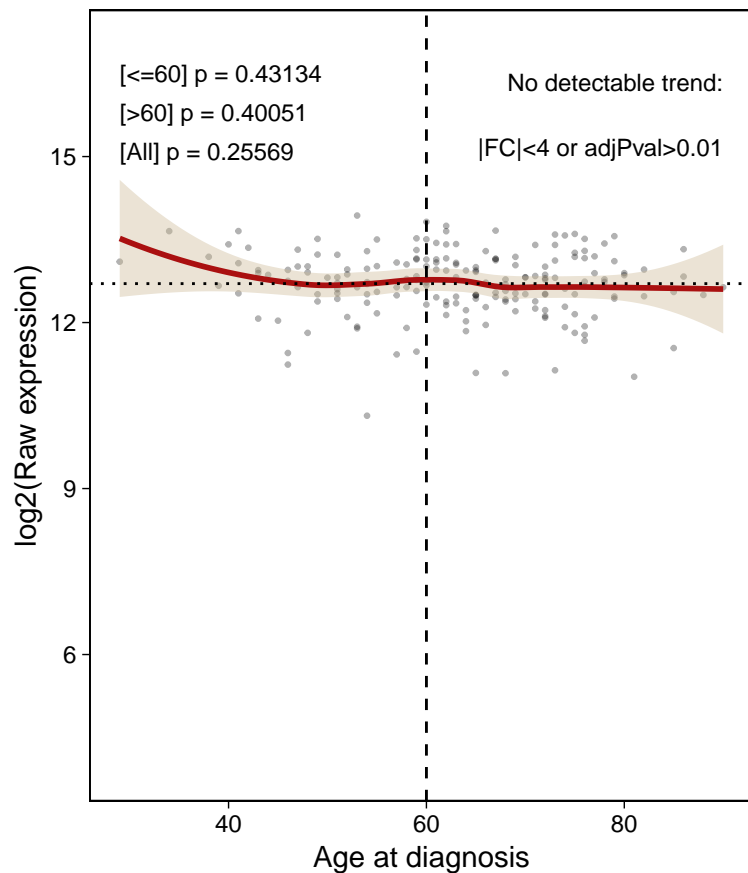 [<=60] p = 0.43134
[>60] p = 0.40051
[All] p = 0.25569
No detectable trend:
|FC|<4 or adjPval>0.01
log2(Raw expression)
15
12
9
6
40
60
80
Age at diagnosis